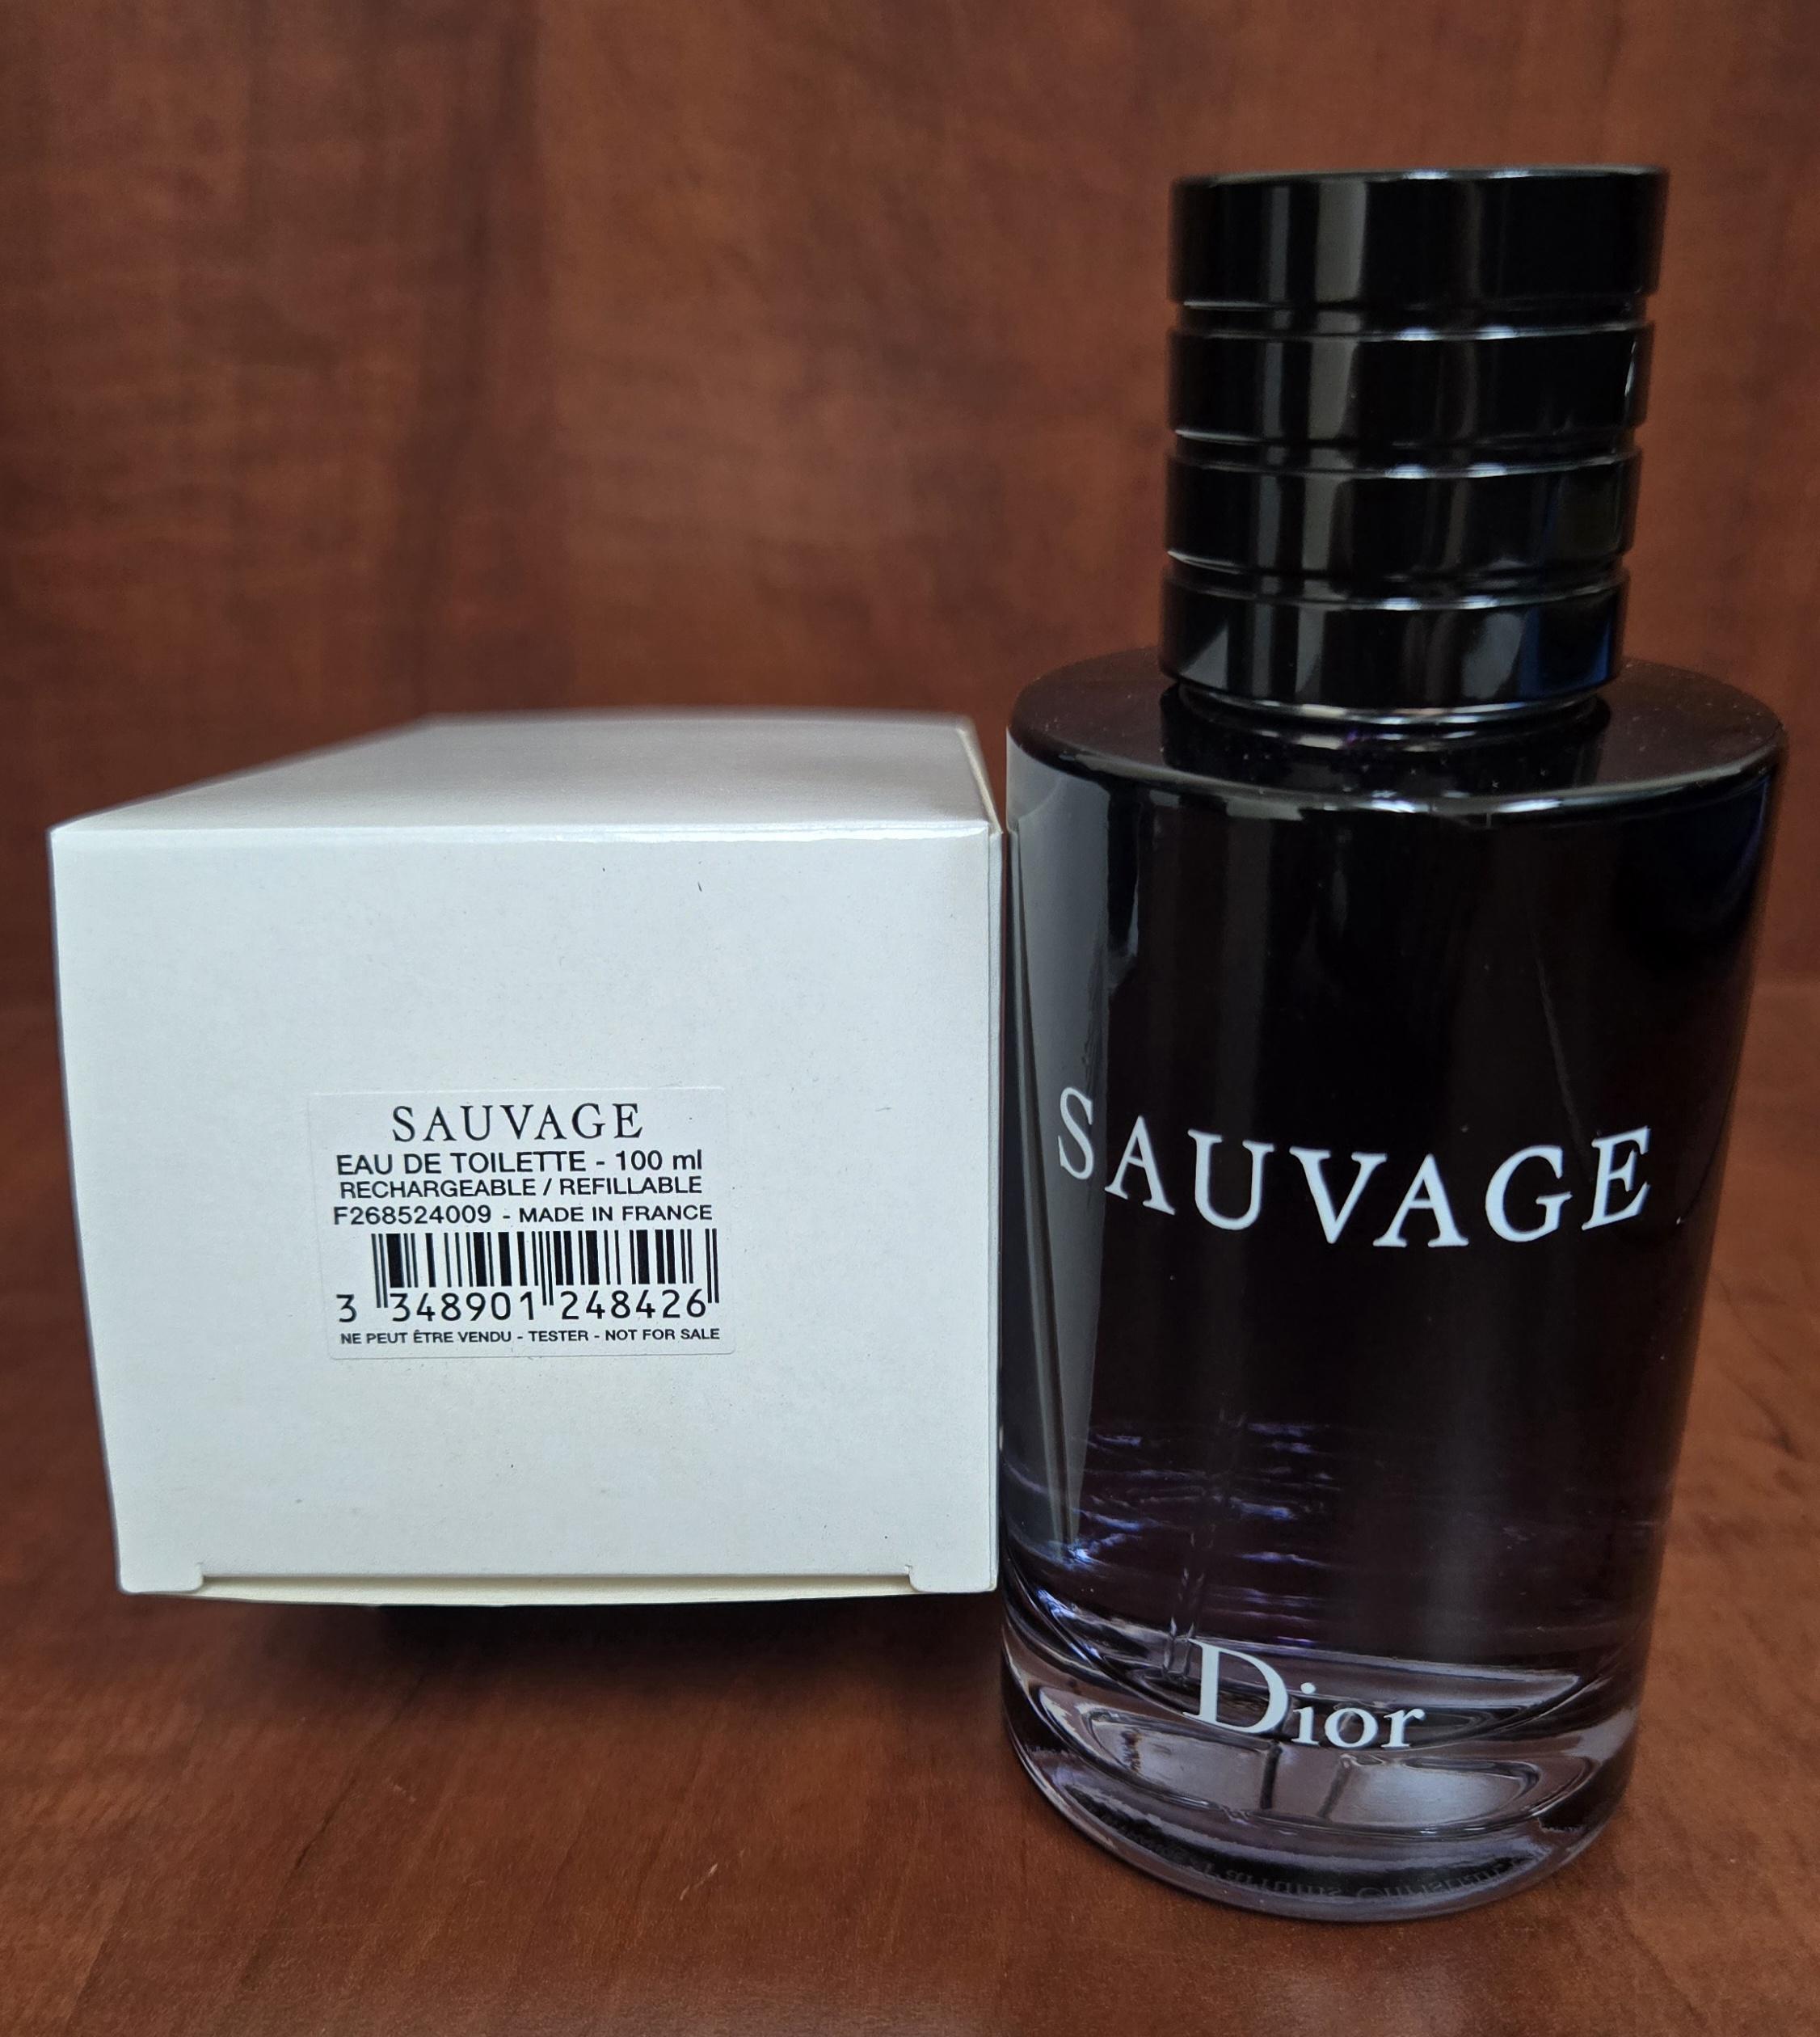 SAUVAGE
EAU DE TOILETTE - 100 ml
RECHARGEABLE / REFILLABLE
F268524009 - MADE IN FRANCE
3 348901 248426
NE PEUT ÊTRE VENDU - TESTER - NOT FOR SALE
SAUVAGE
Dior